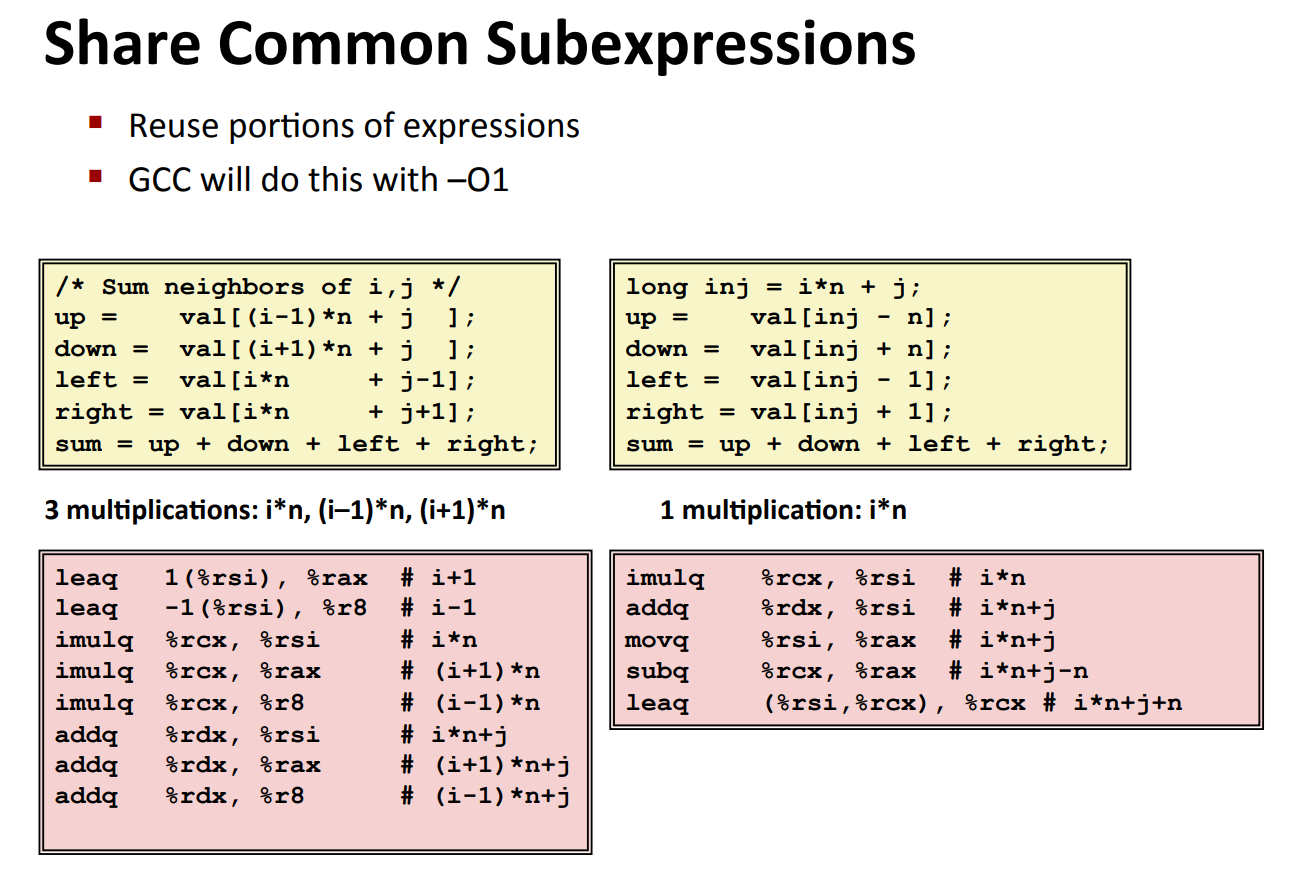 Share Common Subexpressions
▪ Reuse portions of expressions
▪ GCC will do this with –O1
/* Sum neighbors of i,j */
up =    val[(i-1)*n + j  ];
down =  val[(i+1)*n + j  ];
left =  val[i*n     + j-1];
right = val[i*n     + j+1];
sum = up + down + left + right;
long inj = i*n + j;
up =    val[inj - n];
down =  val[inj + n];
left =  val[inj - 1];
right = val[inj + 1];
sum = up + down + left + right;
3 multiplications: i*n, (i–1)*n, (i+1)*n
1 multiplication: i*n
leaq   1(%rsi), %rax  # i+1
leaq   -1(%rsi), %r8  # i-1
imulq  %rcx, %rsi     # i*n
imulq  %rcx, %rax     # (i+1)*n
imulq  %rcx, %r8      # (i-1)*n
addq   %rdx, %rsi     # i*n+j
addq   %rdx, %rax     # (i+1)*n+j
addq   %rdx, %r8      # (i-1)*n+j
imulq    %rcx, %rsi  # i*n
addq     %rdx, %rsi  # i*n+j
movq     %rsi, %rax  # i*n+j
subq     %rcx, %rax  # i*n+j-n
leaq     (%rsi,%rcx), %rcx # i*n+j+n